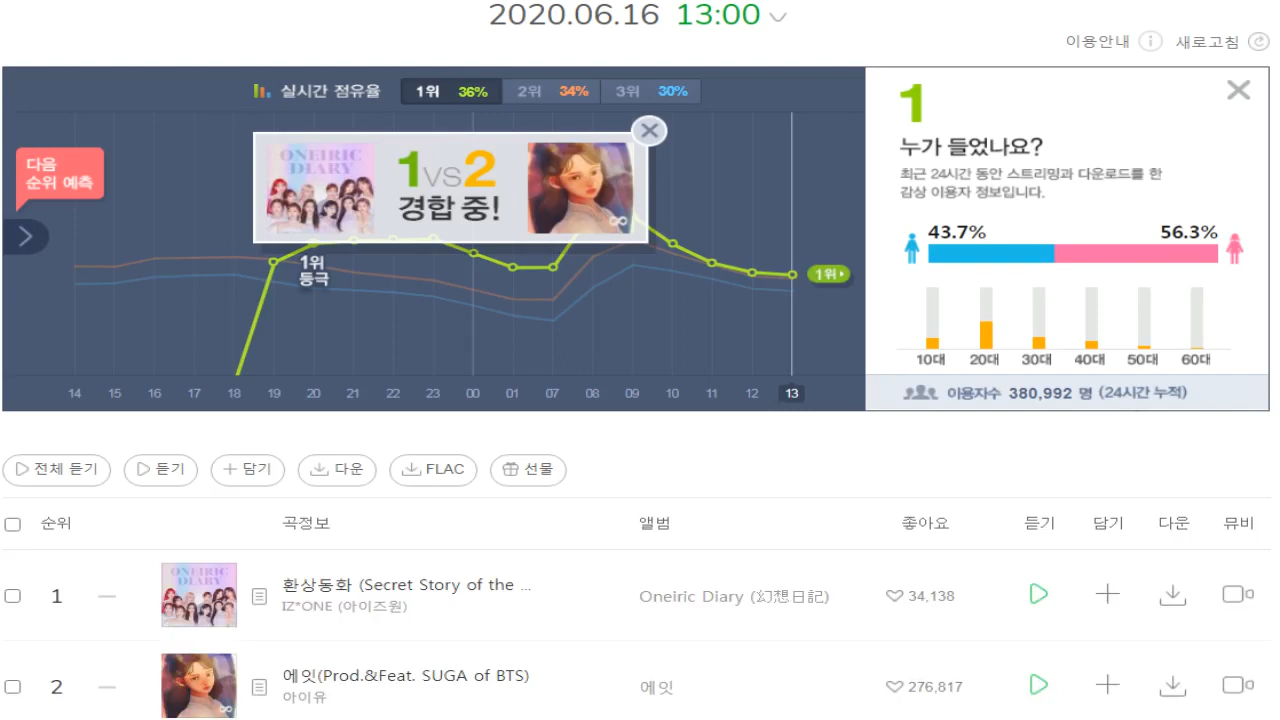 2020.06.16 13:00
이용안내 새로고침
실시간 점유율 1위 36% 2위 34% 3위 30%
다음
순위 예측
ONEIRIC
DIARY
1vs2
경합 중!
1위
등극
1위
14 15 16 17 18 19 20 21 22 23 00 01 07 08 09 10 11 12 13
1
누가 들었나요?
최근 24시간 동안 스트리밍과 다운로드를 한
감상 이용자 정보입니다.
43.7% 56.3%
10대 20대 30대 40대 50대 60대
이용자수 380,992 명 (24시간 누적)
전체 듣기 듣기 담기 다운 FLAC 선물
순위 곡정보 앨범 좋아요 듣기 담기 다운 뮤비
ONEIRIC
DIARY
1 환상동화 (Secret Story of the ... Oneiric Diary (幻想日記) 34,138
IZ*ONE (아이즈원)
2 에잇(Prod.&Feat. SUGA of BTS) 에잇 276,817
아이유